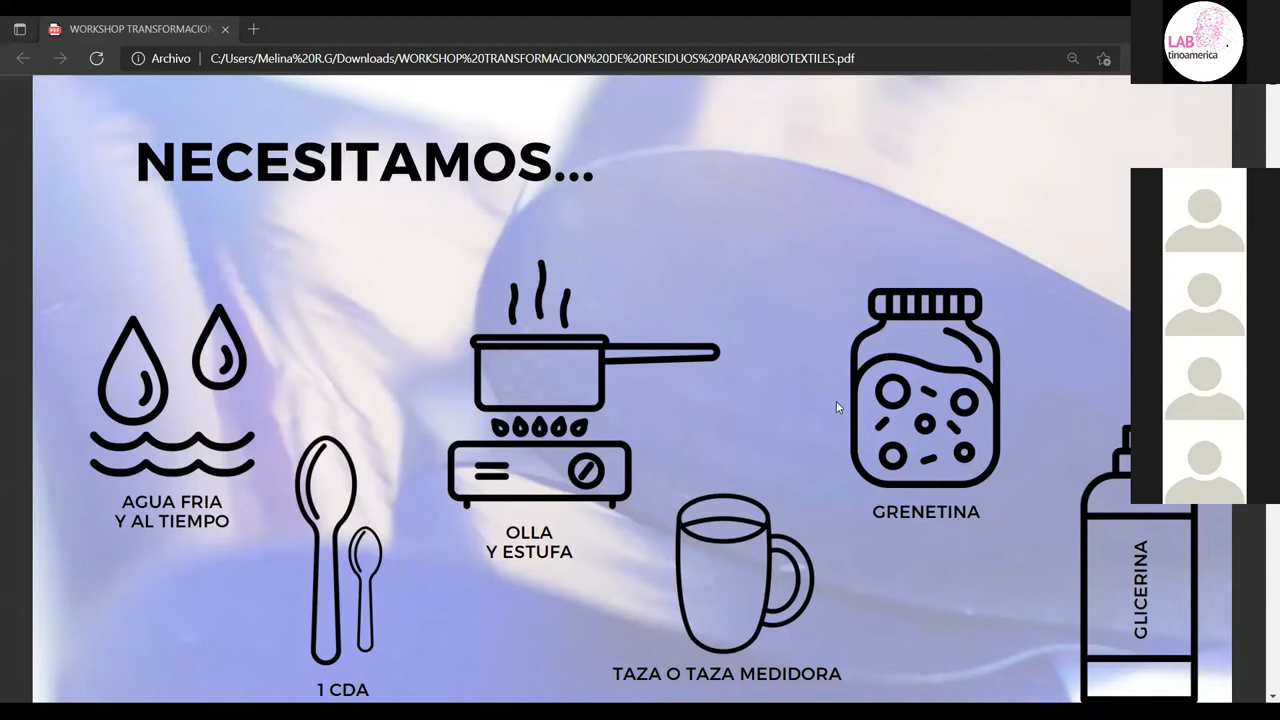 WORKSHOP TRANSFORMACION
Archivo
C:/Users/Melina%20R.G/Downloads/WORKSHOP%20TRANSFORMACION%20DE%20RESIDUOS%20PARA%20BIOTEXTILES.pdf
LAB
tinoamerica
NECESITAMOS...
AGUA FRIA
Y AL TIEMPO
1 CDA
OLLA
Y ESTUFA
TAZA O TAZA MEDIDORA
GRENETINA
GLICERINA